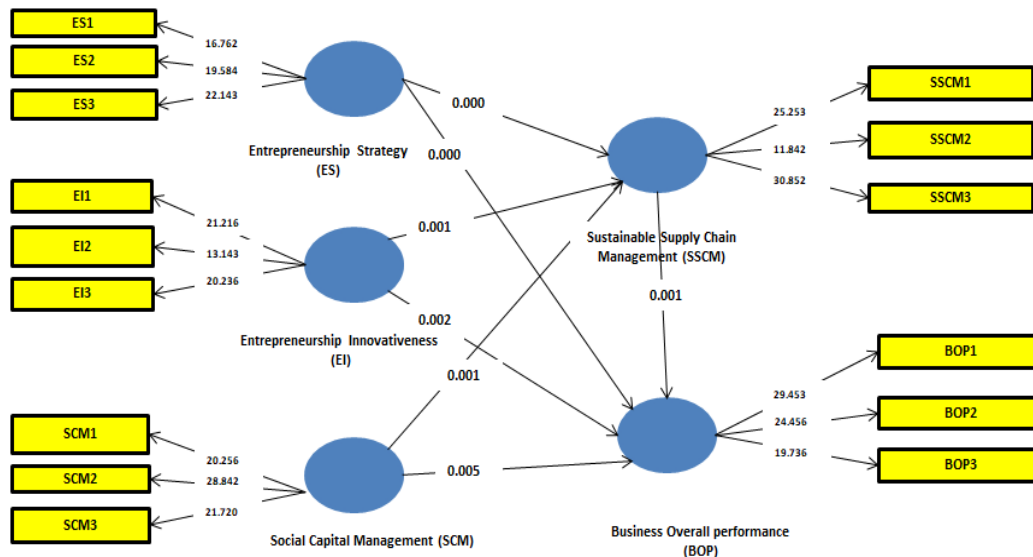 ES1
16.762
ES2
19.584
ES3
22.143
Entrepreneurship Strategy
(ES)
0.000
0.000
SSCM1
25.253
SSCM2
11.842
30.852
SSCM3
Sustainable Supply Chain
Management (SSCM)
EI1
21.216
EI2
13.143
20.236
EI3
0.001
Entrepreneurship Innovativeness
(EI)
0.002
0.001
0.001
SCM1
20.256
SCM2
28.842
21.720
SCM3
Social Capital Management (SCM)
0.005
BOP1
29.453
BOP2
24.456
19.736
BOP3
Business Overall performance
(BOP)